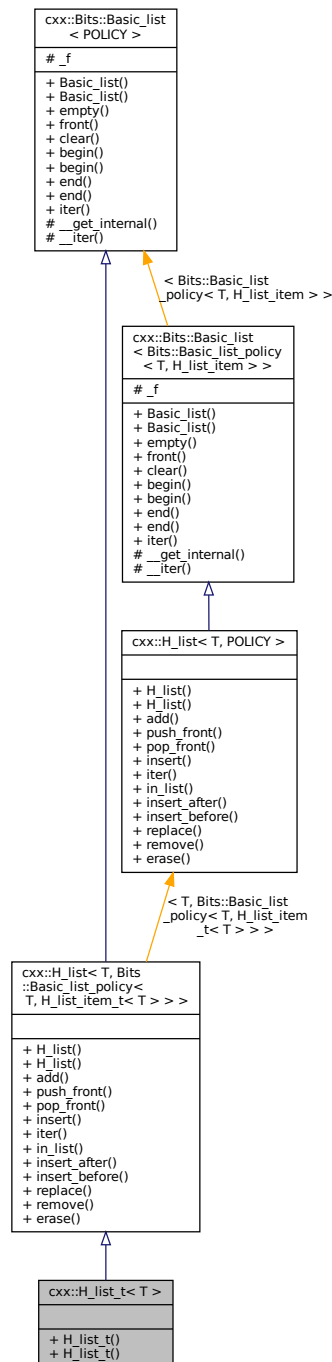 cxx::Bits::Basic_list
< POLICY >
# _f
+ Basic_list()
+ Basic_list()
+ empty()
+ front()
+ clear()
+ begin()
+ begin()
+ end()
+ end()
+ iter()
# __get_internal()
# __iter()
< Bits::Basic_list
_policy< T, H_list_item > >
cxx::Bits::Basic_list
< Bits::Basic_list_policy
< T, H_list_item > >
# _f
+ Basic_list()
+ Basic_list()
+ empty()
+ front()
+ clear()
+ begin()
+ begin()
+ end()
+ end()
+ iter()
# __get_internal()
# __iter()
cxx::H_list< T, POLICY >
+ H_list()
+ H_list()
+ add()
+ push_front()
+ pop_front()
+ insert()
+ iter()
+ in_list()
+ insert_after()
+ insert_before()
+ replace()
+ remove()
+ erase()
< T, Bits::Basic_list
_policy< T, H_list_item
_t< T > > >
cxx::H_list< T, Bits
::Basic_list_policy<
T, H_list_item_t< T > > >
+ H_list()
+ H_list()
+ add()
+ push_front()
+ pop_front()
+ insert()
+ iter()
+ in_list()
+ insert_after()
+ insert_before()
+ replace()
+ remove()
+ erase()
cxx::H_list_t< T >
+ H_list_t()
+ H_list_t()